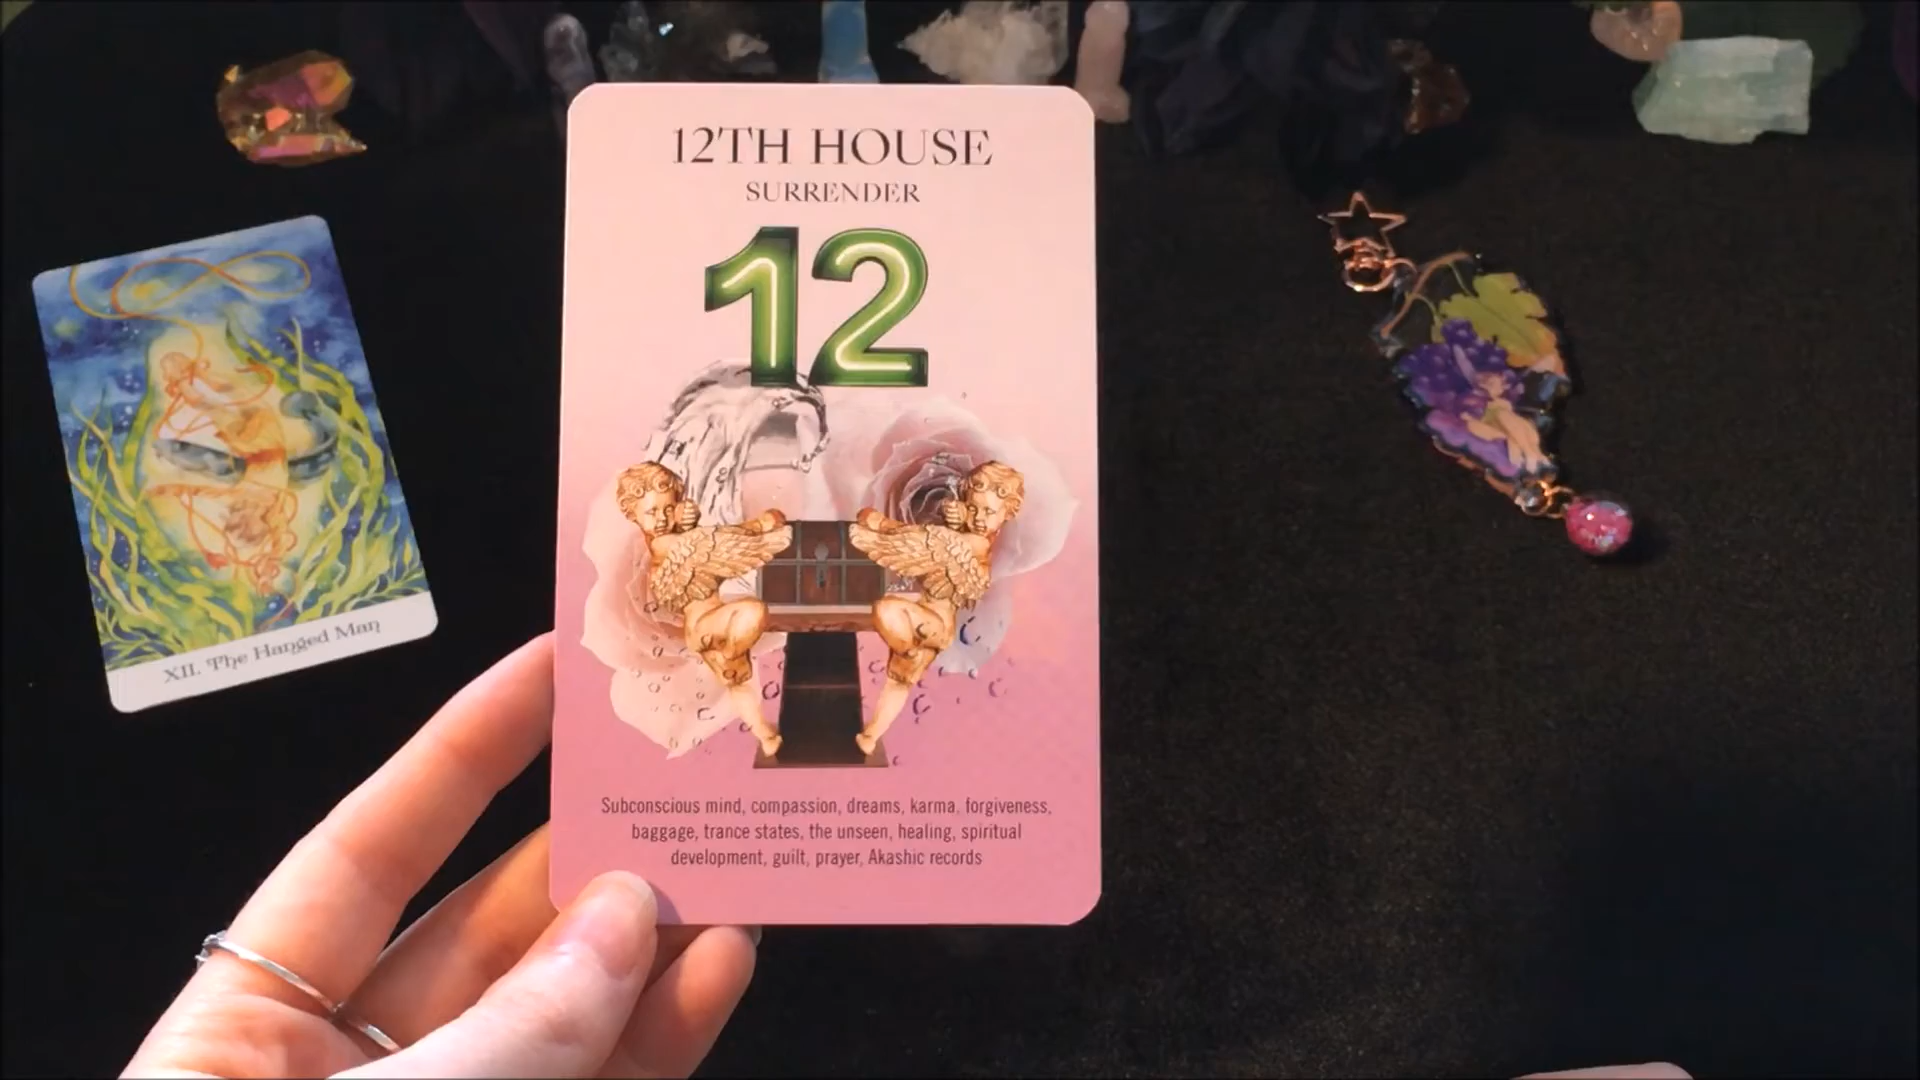 12TH HOUSE
SURRENDER
12
Subconscious mind, compassion, dreams, karma, forgiveness,
baggage, trance states, the unseen, healing, spiritual
development, guilt, prayer, Akashic records
XII. The Hanged Man